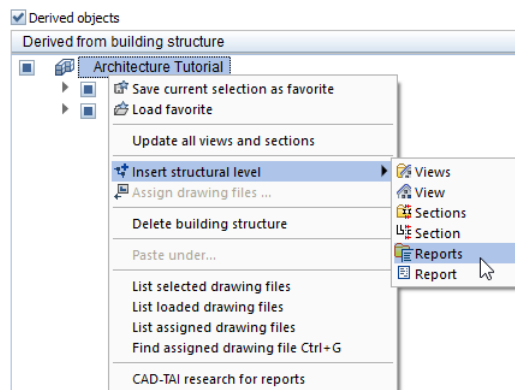 Derived objects
Derived from building structure
Architecture Tutorial
Save current selection as favorite
Load favorite
Update all views and sections
Insert structural level
Assign drawing files ...
Delete building structure
Paste under...
List selected drawing files
List loaded drawing files
List assigned drawing files
Find assigned drawing file Ctrl+G
CAD-TAI research for reports
Views
View
Sections
Section
Reports
Report